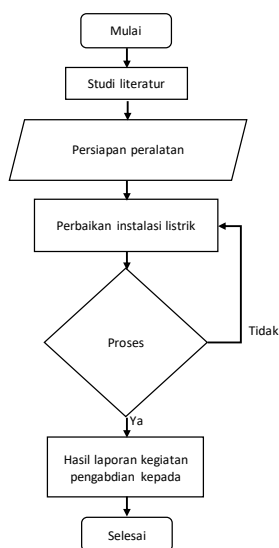 Mulai
Studi literatur
Persiapan peralatan
Perbaikan instalasi listrik
Tidak
Proses
Ya
Hasil laporan kegiatan
pengabdian kepada
Selesai